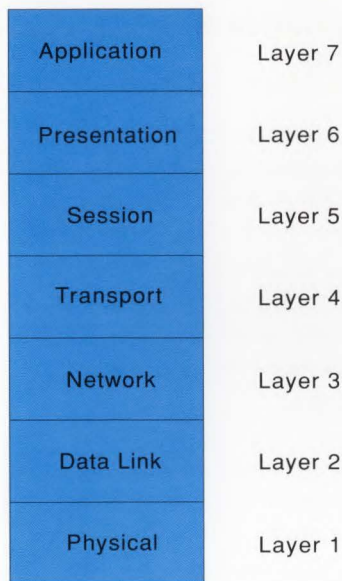 Application Layer 7
Presentation Layer 6
Session Layer 5
Transport Layer 4
Network Layer 3
Data Link Layer 2
Physical Layer 1